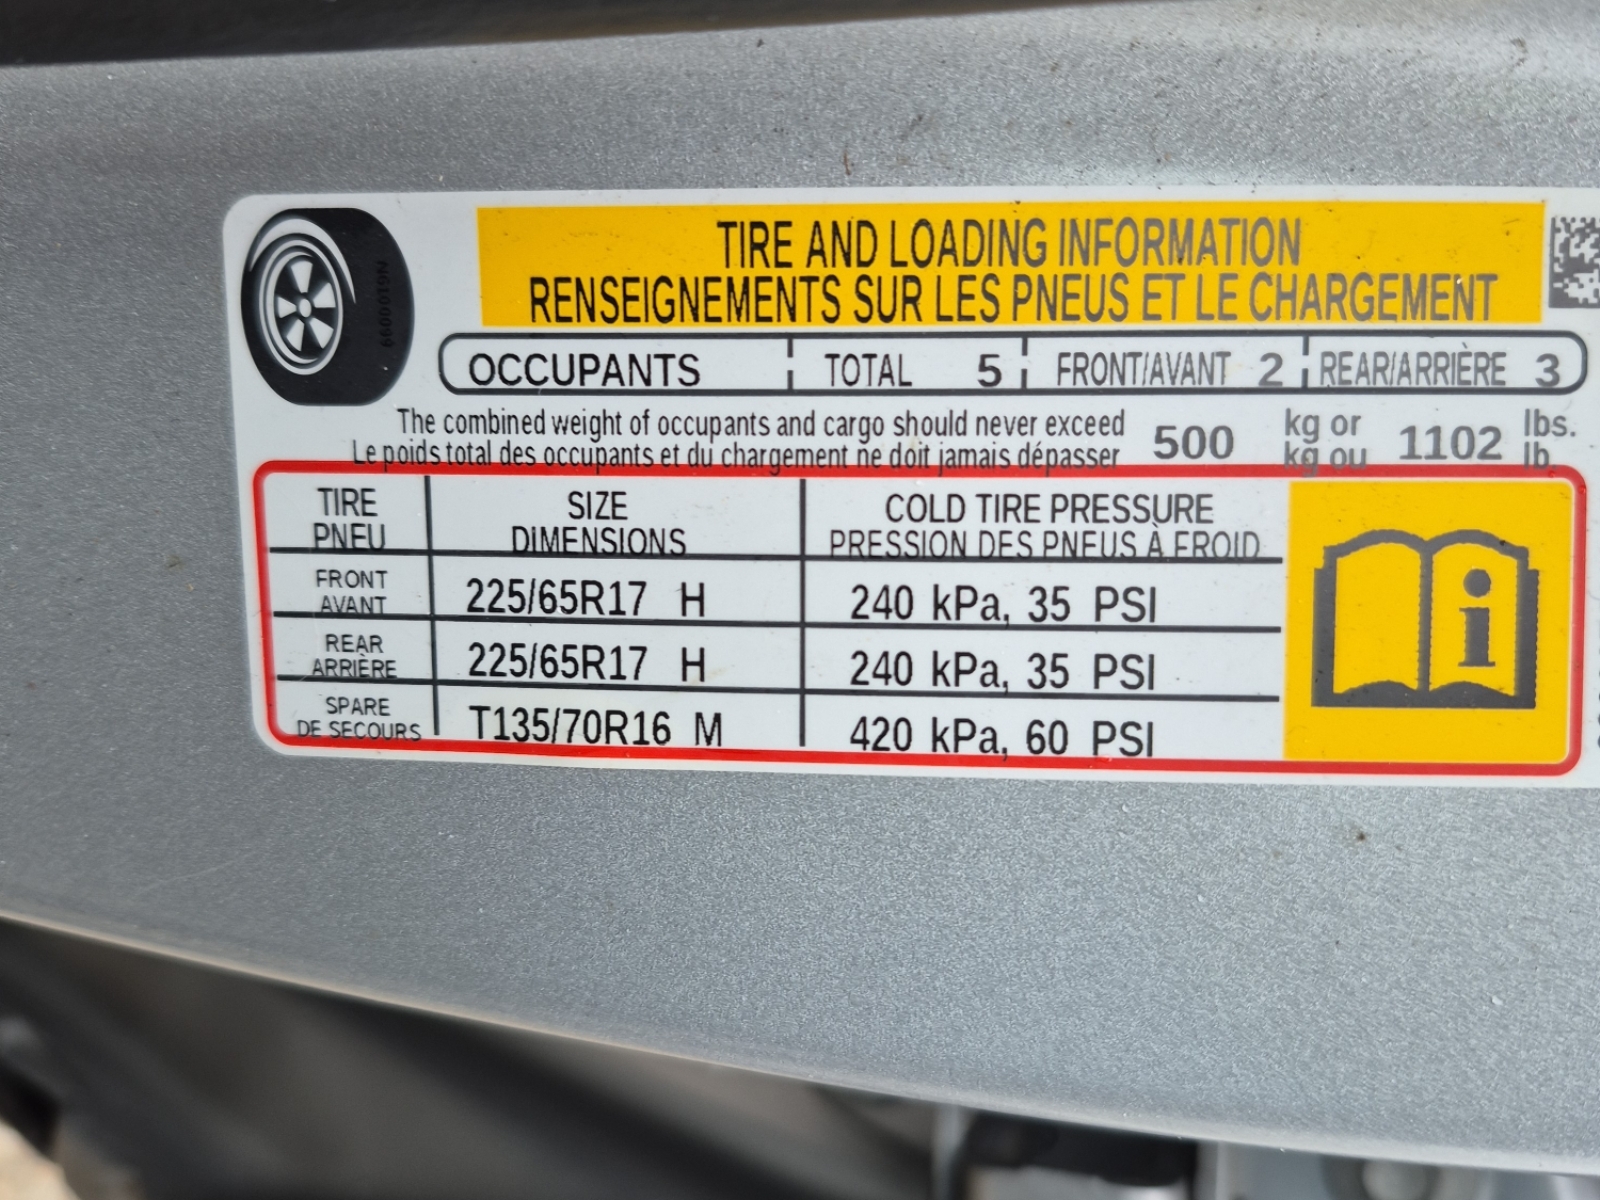 TIRE AND LOADING INFORMATION
RENSEIGNEMENTS SUR LES PNEUS ET LE CHARGEMENT
OCCUPANTS TOTAL 5 FRONT/AVANT 2 REAR/ARRIÈRE 3
The combined weight of occupants and cargo should never exceed 500 kg or 1102 lbs.
Le poids total des occupants et du chargement ne doit jamais dépasser kg ou lb
TIRE SIZE COLD TIRE PRESSURE
PNEU DIMENSIONS PRESSION DES PNEUS À FROID
FRONT
AVANT 225/65R17 H 240 kPa, 35 PSI
REAR
ARRIÈRE 225/65R17 H 240 kPa, 35 PSI
SPARE
DE SECOURS T135/70R16 M 420 kPa, 60 PSI